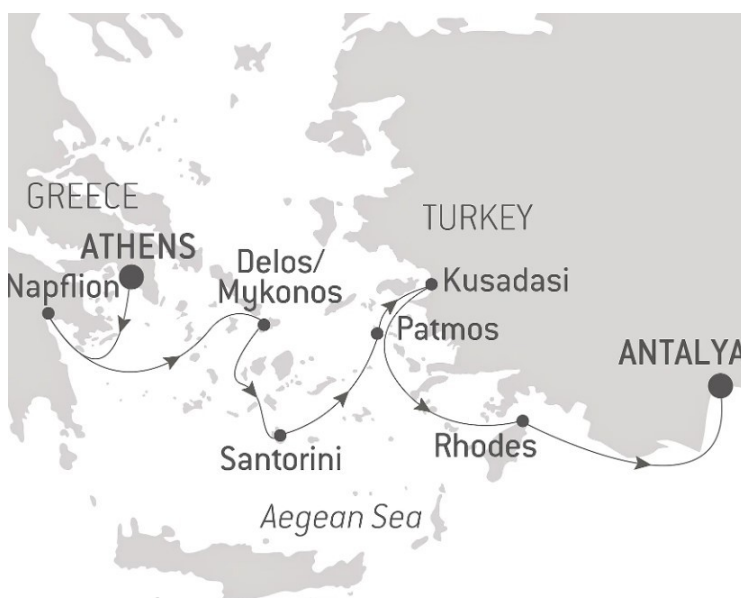 GREECE
ATHENS
Napflion
Delos/
Mykonos
TURKEY
Kusadasi
Patmos
ANTALYA
Rhodes
Santorini
Aegean Sea